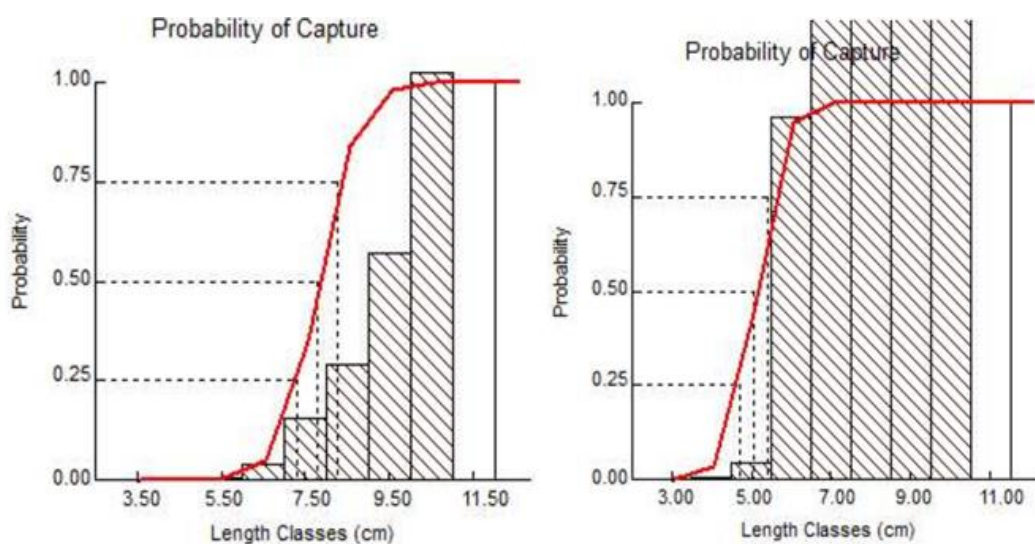 Probability of Capture
1.00
0.75
0.50
0.25
0.00
Probability
3.50 5.50 7.50 9.50 11.50
Length Classes (cm)
Probability of Capture
1.00
0.75
0.50
0.25
0.00
Probability
3.00 5.00 7.00 9.00 11.00
Length Classes (cm)